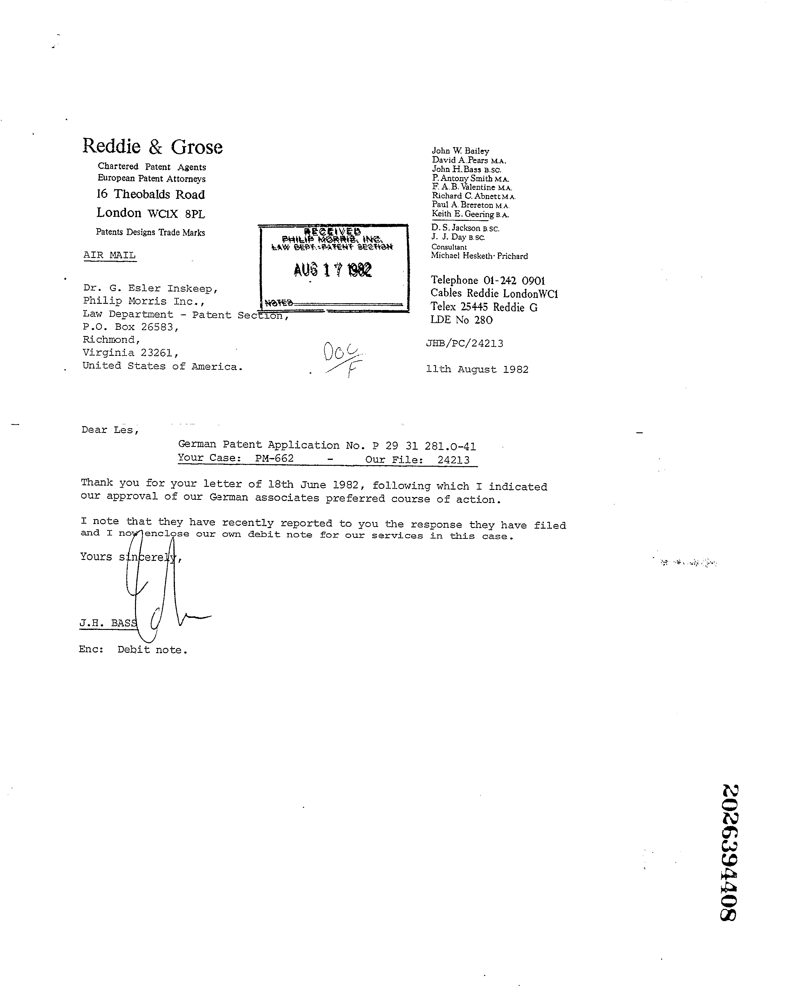 Reddie & Grose
Chartered Patent Agents
European Patent Attorneys
16 Theobalds Road
London WC1X 8PL
Patents Designs Trade Marks
AIR MAIL
John W. Bailey
David A. Pears M.A.
John H. Bass B.SC.
P. Antony Smith M.A.
F. A. B. Valentine M.A.
Richard C. Abnett M.A.
Paul A. Brereton M.A.
Keith E. Geering B.A.
D. S. Jackson B.SC.
J. J. Day B.SC.
Consultant
Michael Hesketh-Prichard
RECEIVED
PHILIP MORRIS, INC.
LAW DEPT.-PATENT SECTION
AUG 17 1982
NOTED
Dr. G. Esler Inskeep,
Philip Morris Inc.,
Law Department - Patent Section,
P.O. Box 26583,
Richmond,
Virginia 23261,
United States of America.
Telephone 01-242 0901
Cables Reddie London WC1
Telex 25445 Reddie G
LDE No 280
JHB/PC/24213
11th August 1982
Doc
F
Dear Les,
German Patent Application No. P 29 31 281.0-41
Your Case: PM-662 - Our File: 24213
Thank you for your letter of 18th June 1982, following which I indicated
our approval of our German associates preferred course of action.
I note that they have recently reported to you the response they have filed
and I now enclose our own debit note for our services in this case.
Yours sincerely,
J.H. BASS
Enc: Debit note.
2026394408